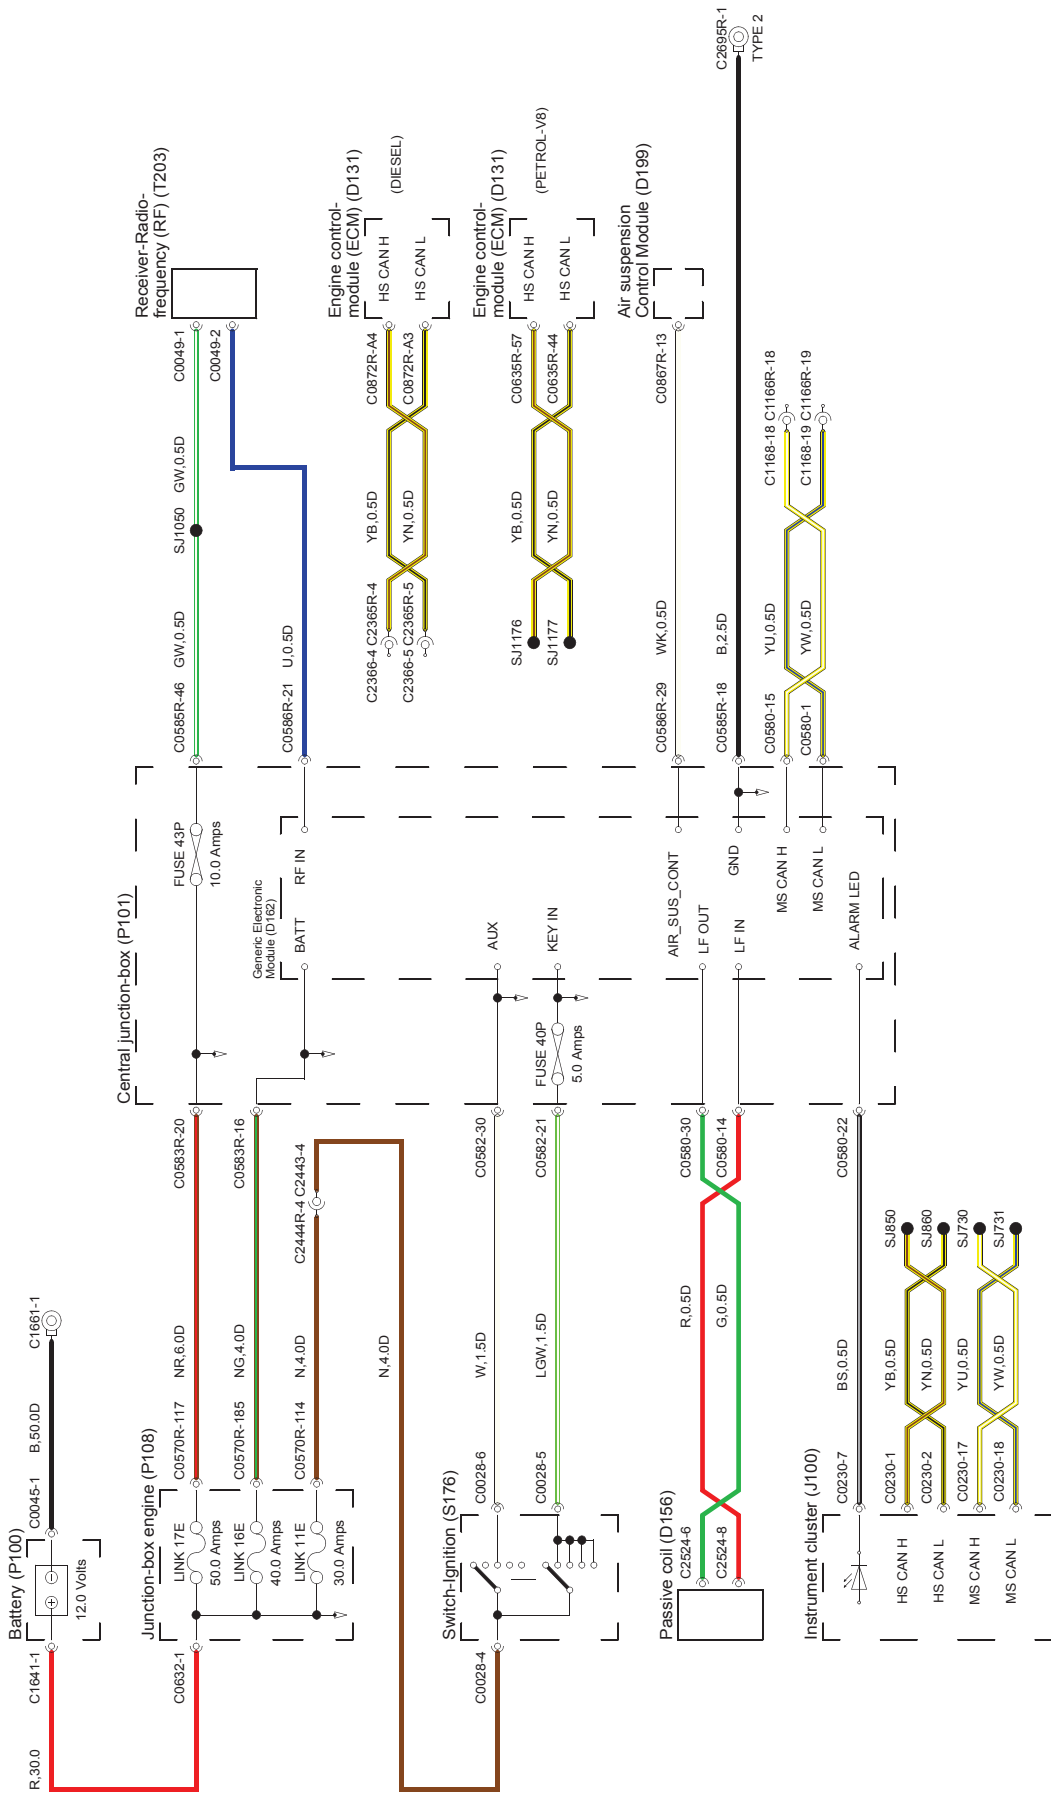 Battery (P100)
12.0 Volts
C1641-1
R,30.0
C0045-1
B,50.0D
C1661-1
Junction-box engine (P108)
C0632-1
LINK 17E
50.0 Amps
LINK 16E
40.0 Amps
LINK 11E
30.0 Amps
C0570R-117
NR,6.0D
C0583R-20
C0570R-185
NG,4.0D
C0583R-16
C0570R-114
N,4.0D
C2444R-4
C2443-4
N,4.0D
Switch-Ignition (S176)
C0028-4
C0028-6
W,1.5D
C0582-30
C0028-5
LGW,1.5D
C0582-21
Passive coil (D156)
C2524-6
C2524-8
R,0.5D
G,0.5D
C0580-30
C0580-14
Instrument cluster (J100)
C0230-7
BS,0.5D
C0580-22
HS CAN H
HS CAN L
MS CAN H
MS CAN L
C0230-1
C0230-2
C0230-17
C0230-18
YB,0.5D
YN,0.5D
YU,0.5D
YW,0.5D
SJ850
SJ860
SJ730
SJ731
Central junction-box (P101)
FUSE 43P
10.0 Amps
Generic Electronic
Module (D162)
BATT
RF IN
AUX
KEY IN
FUSE 40P
5.0 Amps
AIR_SUS_CONT
LF OUT
LF IN
GND
MS CAN H
MS CAN L
ALARM LED
Receiver-Radio-
frequency (RF) (T203)
C0585R-46
GW,0.5D
SJ1050
GW,0.5D
C0049-1
C0586R-21
U,0.5D
C0049-2
Engine control-
module (ECM) (D131)
(DIESEL)
HS CAN H
HS CAN L
C0872R-A4
C0872R-A3
YB,0.5D
YN,0.5D
C2366-4 C2365R-4
C2366-5 C2365R-5
Engine control-
module (ECM) (D131)
(PETROL-V8)
HS CAN H
HS CAN L
C0635R-57
C0635R-44
YB,0.5D
YN,0.5D
SJ1176
SJ1177
Air suspension
Control Module (D199)
C0586R-29
WK,0.5D
C0867R-13
C0585R-18
B,2.5D
C2695R-1
TYPE 2
C0580-15
C0580-1
YU,0.5D
YW,0.5D
C1168-18 C1166R-18
C1168-19 C1166R-19